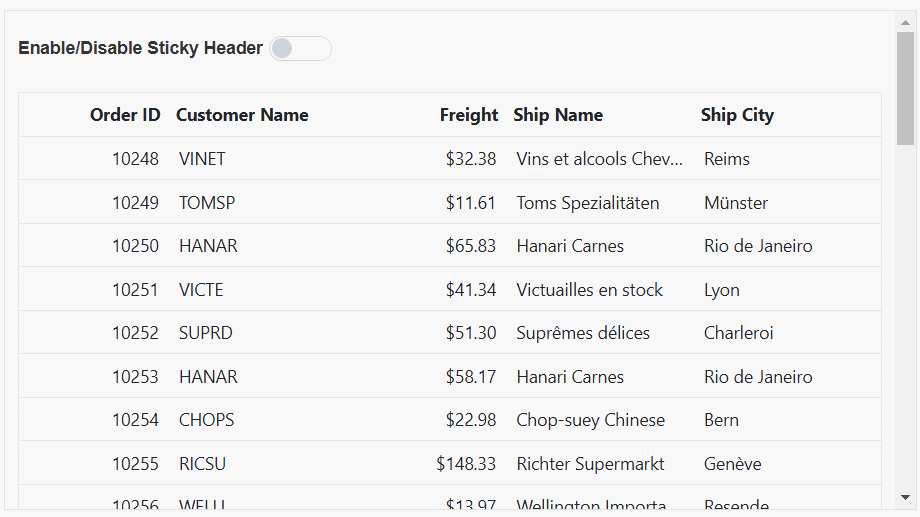 Enable/Disable Sticky Header
Order ID Customer Name Freight Ship Name Ship City
10248 VINET $32.38 Vins et alcools Chev... Reims
10249 TOMSP $11.61 Toms Spezialitäten Münster
10250 HANAR $65.83 Hanari Carnes Rio de Janeiro
10251 VICTE $41.34 Victuailles en stock Lyon
10252 SUPRD $51.30 Suprêmes délices Charleroi
10253 HANAR $58.17 Hanari Carnes Rio de Janeiro
10254 CHOPS $22.98 Chop-suey Chinese Bern
10255 RICSU $148.33 Richter Supermarkt Genève
10256 WELLI $13.97 Wellington Importa... Resende